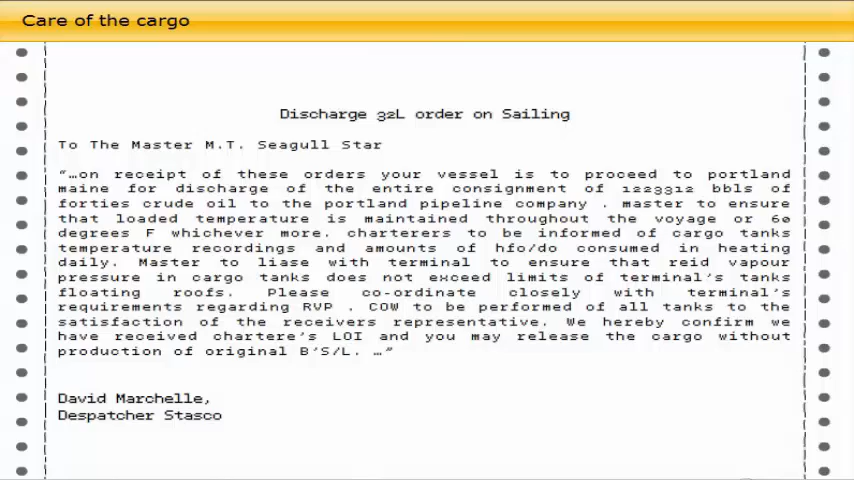 Care of the cargo
Discharge 32L order on Sailing
To The Master M.T. Seagull Star
“…on receipt of these orders your vessel is to proceed to portland
maine for discharge of the entire consignment of 1223312 bbls of
forties crude oil to the portland pipeline company . master to ensure
that loaded temperature is maintained throughout the voyage or 60
degrees F whichever more. charterers to be informed of cargo tanks
temperature recordings and amounts of hfo/do consumed in heating
daily. Master to liase with terminal to ensure that reid vapour
pressure in cargo tanks does not exceed limits of terminal’s tanks
floating roofs. Please co-ordinate closely with terminal’s
requirements regarding RVP . COW to be performed of all tanks to the
satisfaction of the receivers representative. We hereby confirm we
have received chartere’s LOI and you may release the cargo without
production of original B’S/L. …”
David Marchelle,
Despatcher Stasco